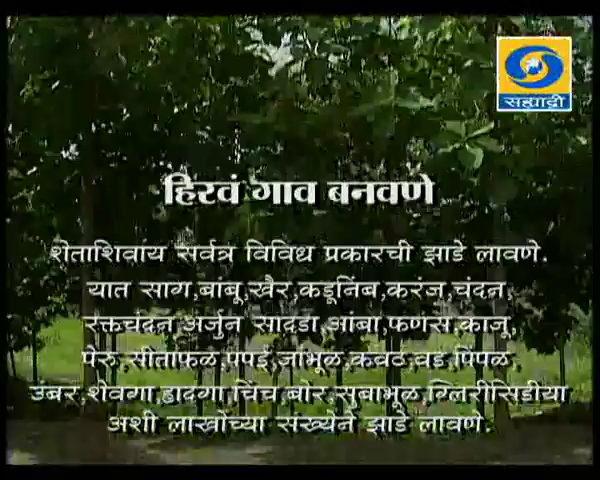 सह्याद्री
हिरवं गाव बनवणे
शेताशिवाय सर्वत्र विविध प्रकारची झाडे लावणे.
यात साग,बांबू,खैर,कडूनिंब,करंज,चंदन,
रक्तचंदन,अर्जुन सादडा,आंबा,फणस,काजू,
पेरु,सीताफळ,पपई,जांभूळ,कवठ,वड,पिंपळ,
उंबर,शेवगा,हादगा,चिंच,बोर,सुबाभूळ,ग्लिरीसिडीया
अशी लाखोंच्या संख्येने झाडे लावणे.